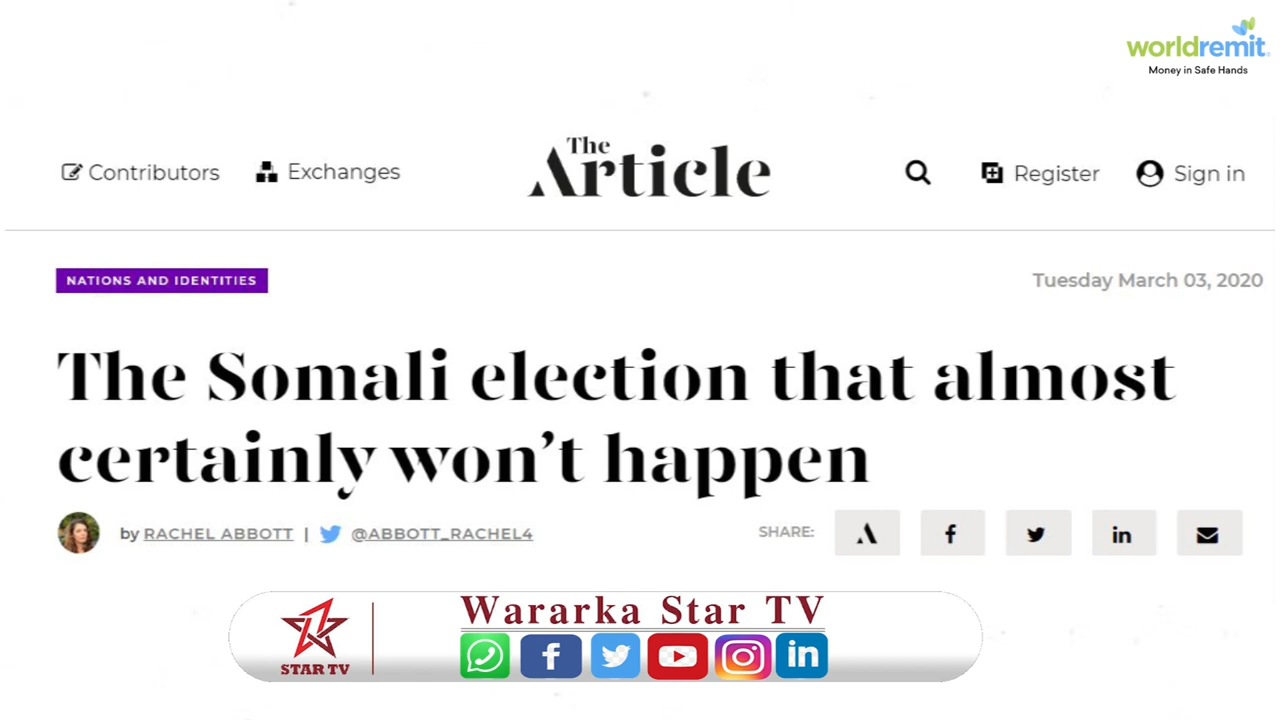 worldremit
Money in Safe Hands
Contributors
Exchanges
The Article
Register
Sign in
NATIONS AND IDENTITIES
Tuesday March 03, 2020
The Somali election that almost
certainly won’t happen
by RACHEL ABBOTT | @ABBOTT_RACHEL4
SHARE:
Wararka Star TV
STAR TV